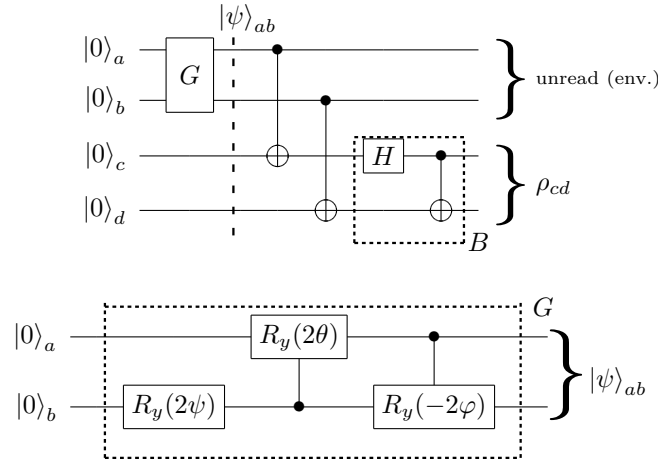 |ψ⟩_ab
|0⟩_a G unread (env.)
|0⟩_b
|0⟩_c H ρ_cd
|0⟩_d B
G
|0⟩_a R_y(2θ) |ψ⟩_ab
|0⟩_b R_y(2ψ) R_y(−2φ)